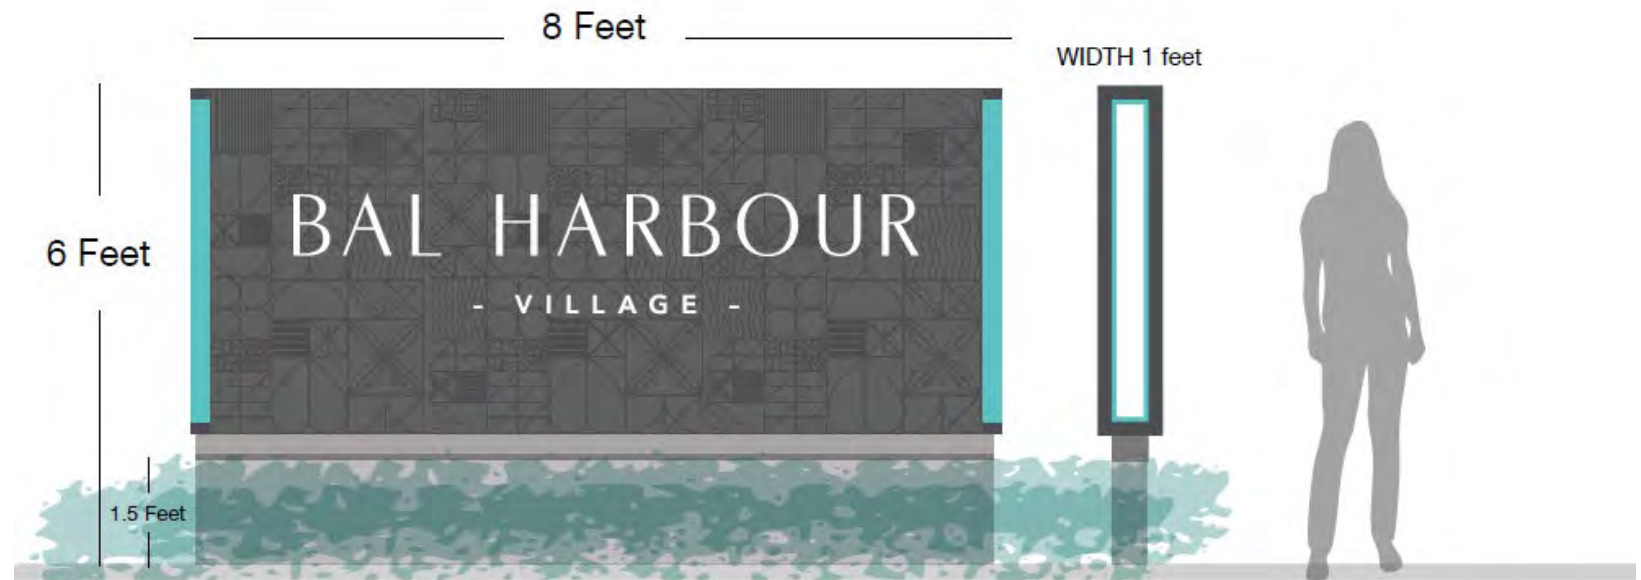 8 Feet
WIDTH 1 feet
6 Feet
BAL HARBOUR
- VILLAGE -
1.5 Feet